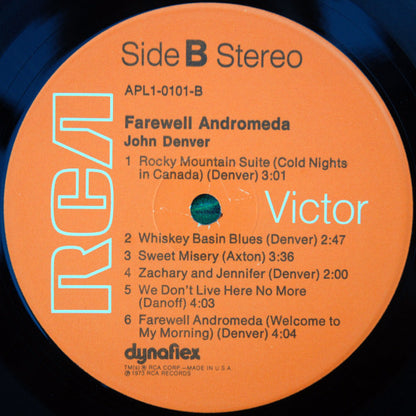 Side B Stereo
APL1-0101-B
Farewell Andromeda
John Denver
1 Rocky Mountain Suite (Cold Nights
in Canada) (Denver) 3:01
RCA
Victor
2 Whiskey Basin Blues (Denver) 2:47
3 Sweet Misery (Axton) 3:36
4 Zachary and Jennifer (Denver) 2:00
5 We Don't Live Here No More
(Danoff) 4:03
6 Farewell Andromeda (Welcome to
My Morning) (Denver) 4:04
dynaflex
TM(s) ® RCA CORP.—MADE IN U.S.A.
℗ 1973 RCA RECORDS